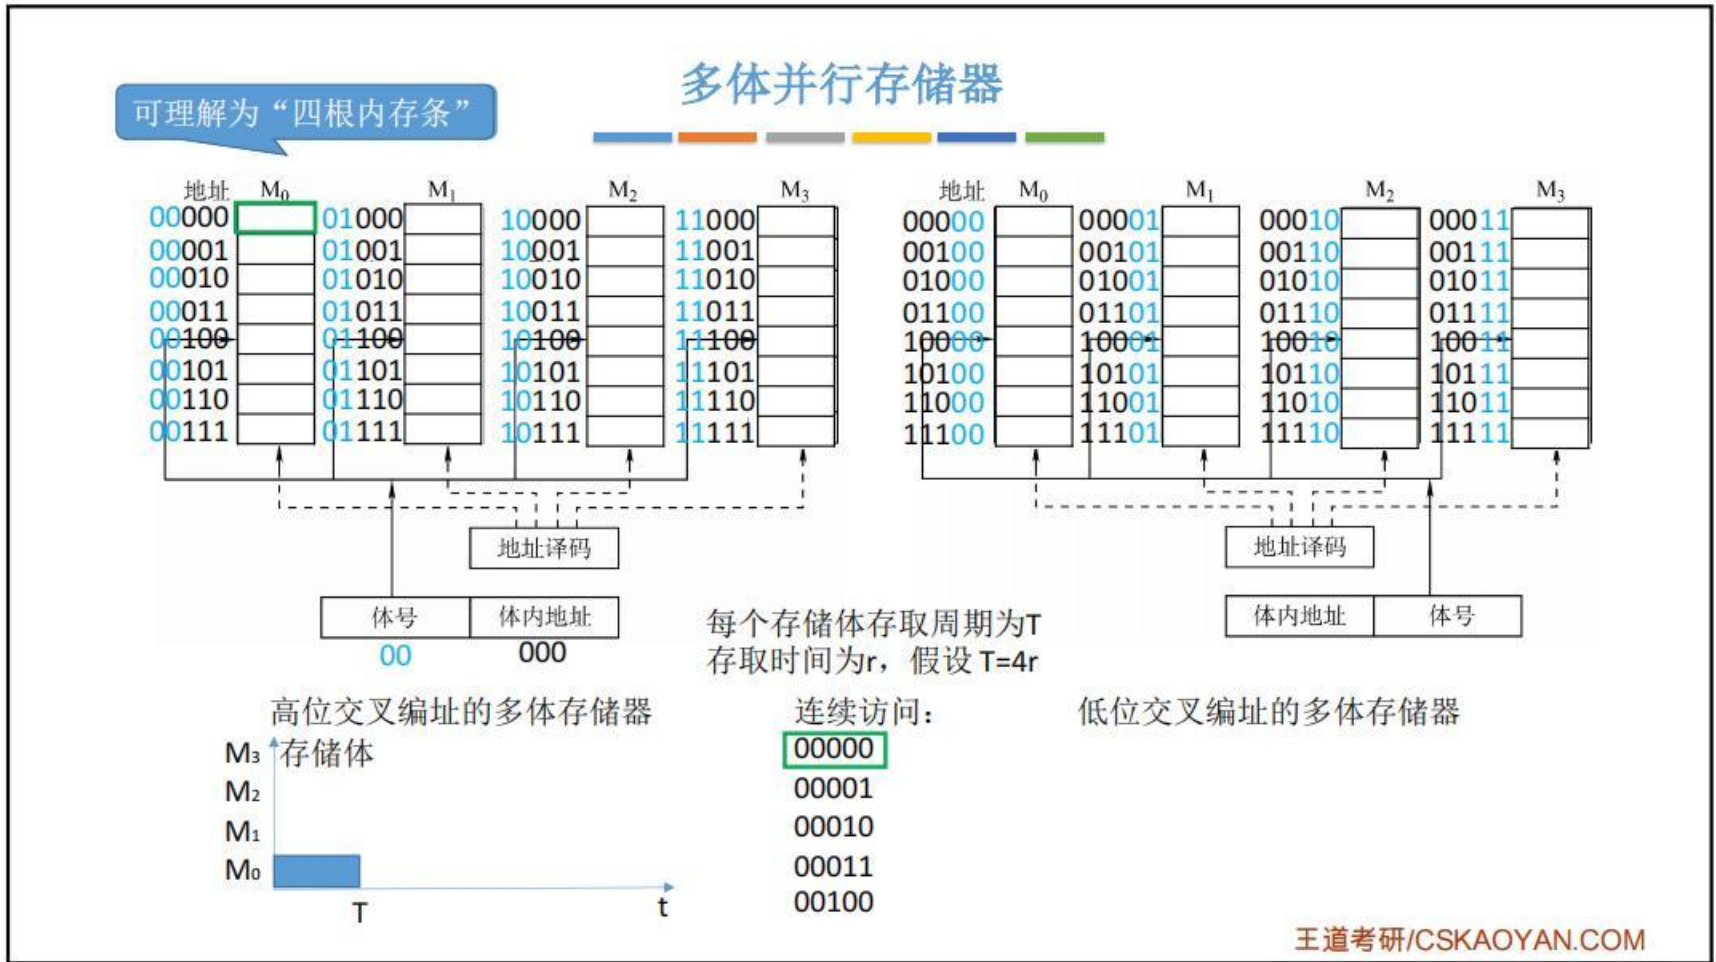 多体并行存储器
可理解为“四根内存条”
地址 M0 M1 M2 M3
00000 01000 10000 11000
00001 01001 10001 11001
00010 01010 10010 11010
00011 01011 10011 11011
00100 01100 10100 11100
00101 01101 10101 11101
00110 01110 10110 11110
00111 01111 10111 11111
地址译码
体号 体内地址
00 000
高位交叉编址的多体存储器
地址 M0 M1 M2 M3
00000 00001 00010 00011
00100 00101 00110 00111
01000 01001 01010 01011
01100 01101 01110 01111
10000 10001 10010 10011
10100 10101 10110 10111
11000 11001 11010 11011
11100 11101 11110 11111
地址译码
体内地址 体号
低位交叉编址的多体存储器
每个存储体存取周期为T
存取时间为r，假设 T=4r
连续访问：
00000
00001
00010
00011
00100
存储体
M3
M2
M1
M0
T
t
王道考研/CSKAOYAN.COM